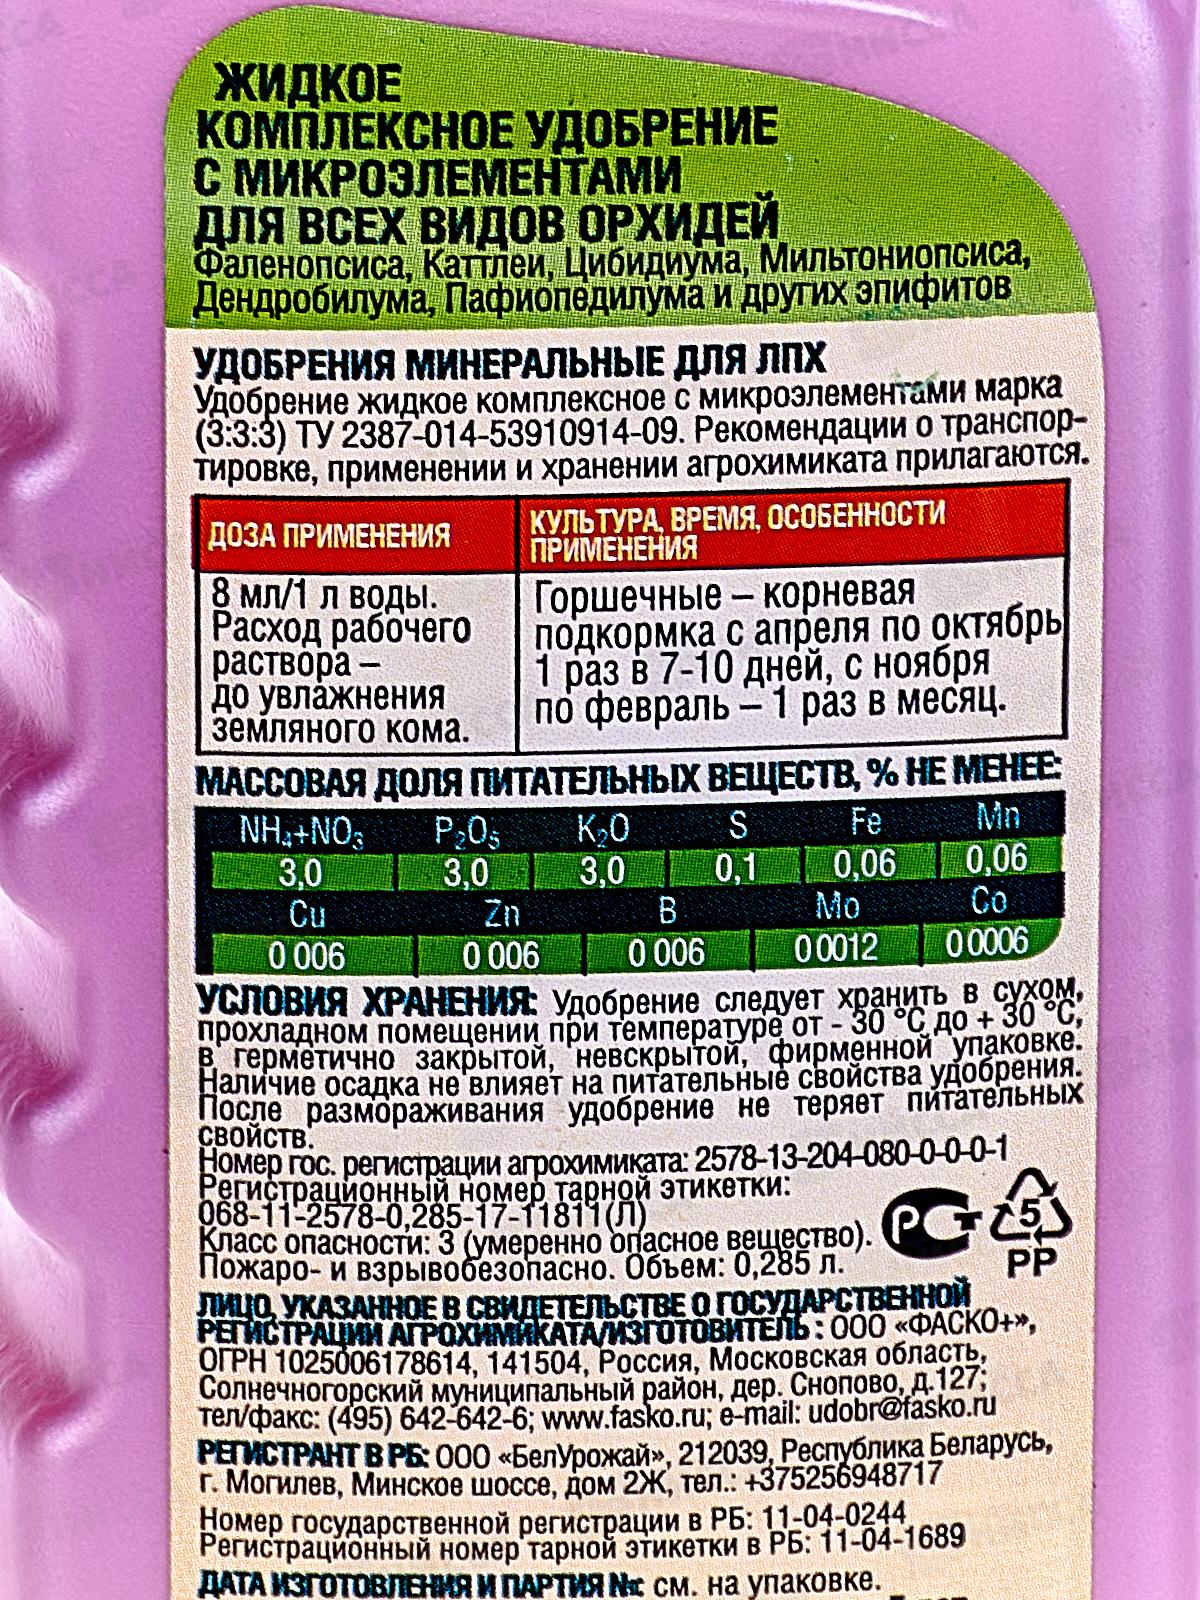 ЖИДКОЕ
КОМПЛЕКСНОЕ УДОБРЕНИЕ
С МИКРОЭЛЕМЕНТАМИ
ДЛЯ ВСЕХ ВИДОВ ОРХИДЕЙ
Фаленопсиса, Каттлеи, Цибидиума, Мильтониопсиса,
Дендробилума, Пафиопедилума и других эпифитов
УДОБРЕНИЯ МИНЕРАЛЬНЫЕ ДЛЯ ЛПХ
Удобрение жидкое комплексное с микроэлементами марка
(3:3:3) ТУ 2387-014-53910914-09. Рекомендации о транспор-
тировке, применении и хранении агрохимиката прилагаются.
ДОЗА ПРИМЕНЕНИЯ
КУЛЬТУРА, ВРЕМЯ, ОСОБЕННОСТИ
ПРИМЕНЕНИЯ
8 мл/1 л воды.
Расход рабочего
раствора –
до увлажнения
земляного кома.
Горшечные – корневая
подкормка с апреля по октябрь
1 раз в 7-10 дней, с ноября
по февраль – 1 раз в месяц.
МАССОВАЯ ДОЛЯ ПИТАТЕЛЬНЫХ ВЕЩЕСТВ, % НЕ МЕНЕЕ:
NH₄+NO₃ P₂O₅ K₂O S Fe Mn
3,0 3,0 3,0 0,1 0,06 0,06
Cu Zn B Mo Co
0 006 0 006 0 006 0 0012 0 0006
УСЛОВИЯ ХРАНЕНИЯ: Удобрение следует хранить в сухом,
прохладном помещении при температуре от - 30 °С до + 30 °С,
в герметично закрытой, невскрытой, фирменной упаковке.
Наличие осадка не влияет на питательные свойства удобрения.
После размораживания удобрение не теряет питательных
свойств.
Номер гос. регистрации агрохимиката: 2578-13-204-080-0-0-0-1
Регистрационный номер тарной этикетки:
068-11-2578-0,285-17-11811(Л)
Класс опасности: 3 (умеренно опасное вещество).
Пожаро- и взрывобезопасно. Объем: 0,285 л.
РСТ
5
PP
ЛИЦО, УКАЗАННОЕ В СВИДЕТЕЛЬСТВЕ О ГОСУДАРСТВЕННОЙ
РЕГИСТРАЦИИ АГРОХИМИКАТА/ИЗГОТОВИТЕЛЬ: ООО «ФАСКО+»,
ОГРН 1025006178614, 141504, Россия, Московская область,
Солнечногорский муниципальный район, дер. Снопово, д.127;
тел/факс: (495) 642-642-6; www.fasko.ru; e-mail: udobr@fasko.ru
РЕГИСТРАНТ В РБ: ООО «БелУрожай», 212039, Республика Беларусь,
г. Могилев, Минское шоссе, дом 2Ж, тел.: +375256948717
Номер государственной регистрации в РБ: 11-04-0244
Регистрационный номер тарной этикетки в РБ: 11-04-1689
ДАТА ИЗГОТОВЛЕНИЯ И ПАРТИЯ №: см. на упаковке.